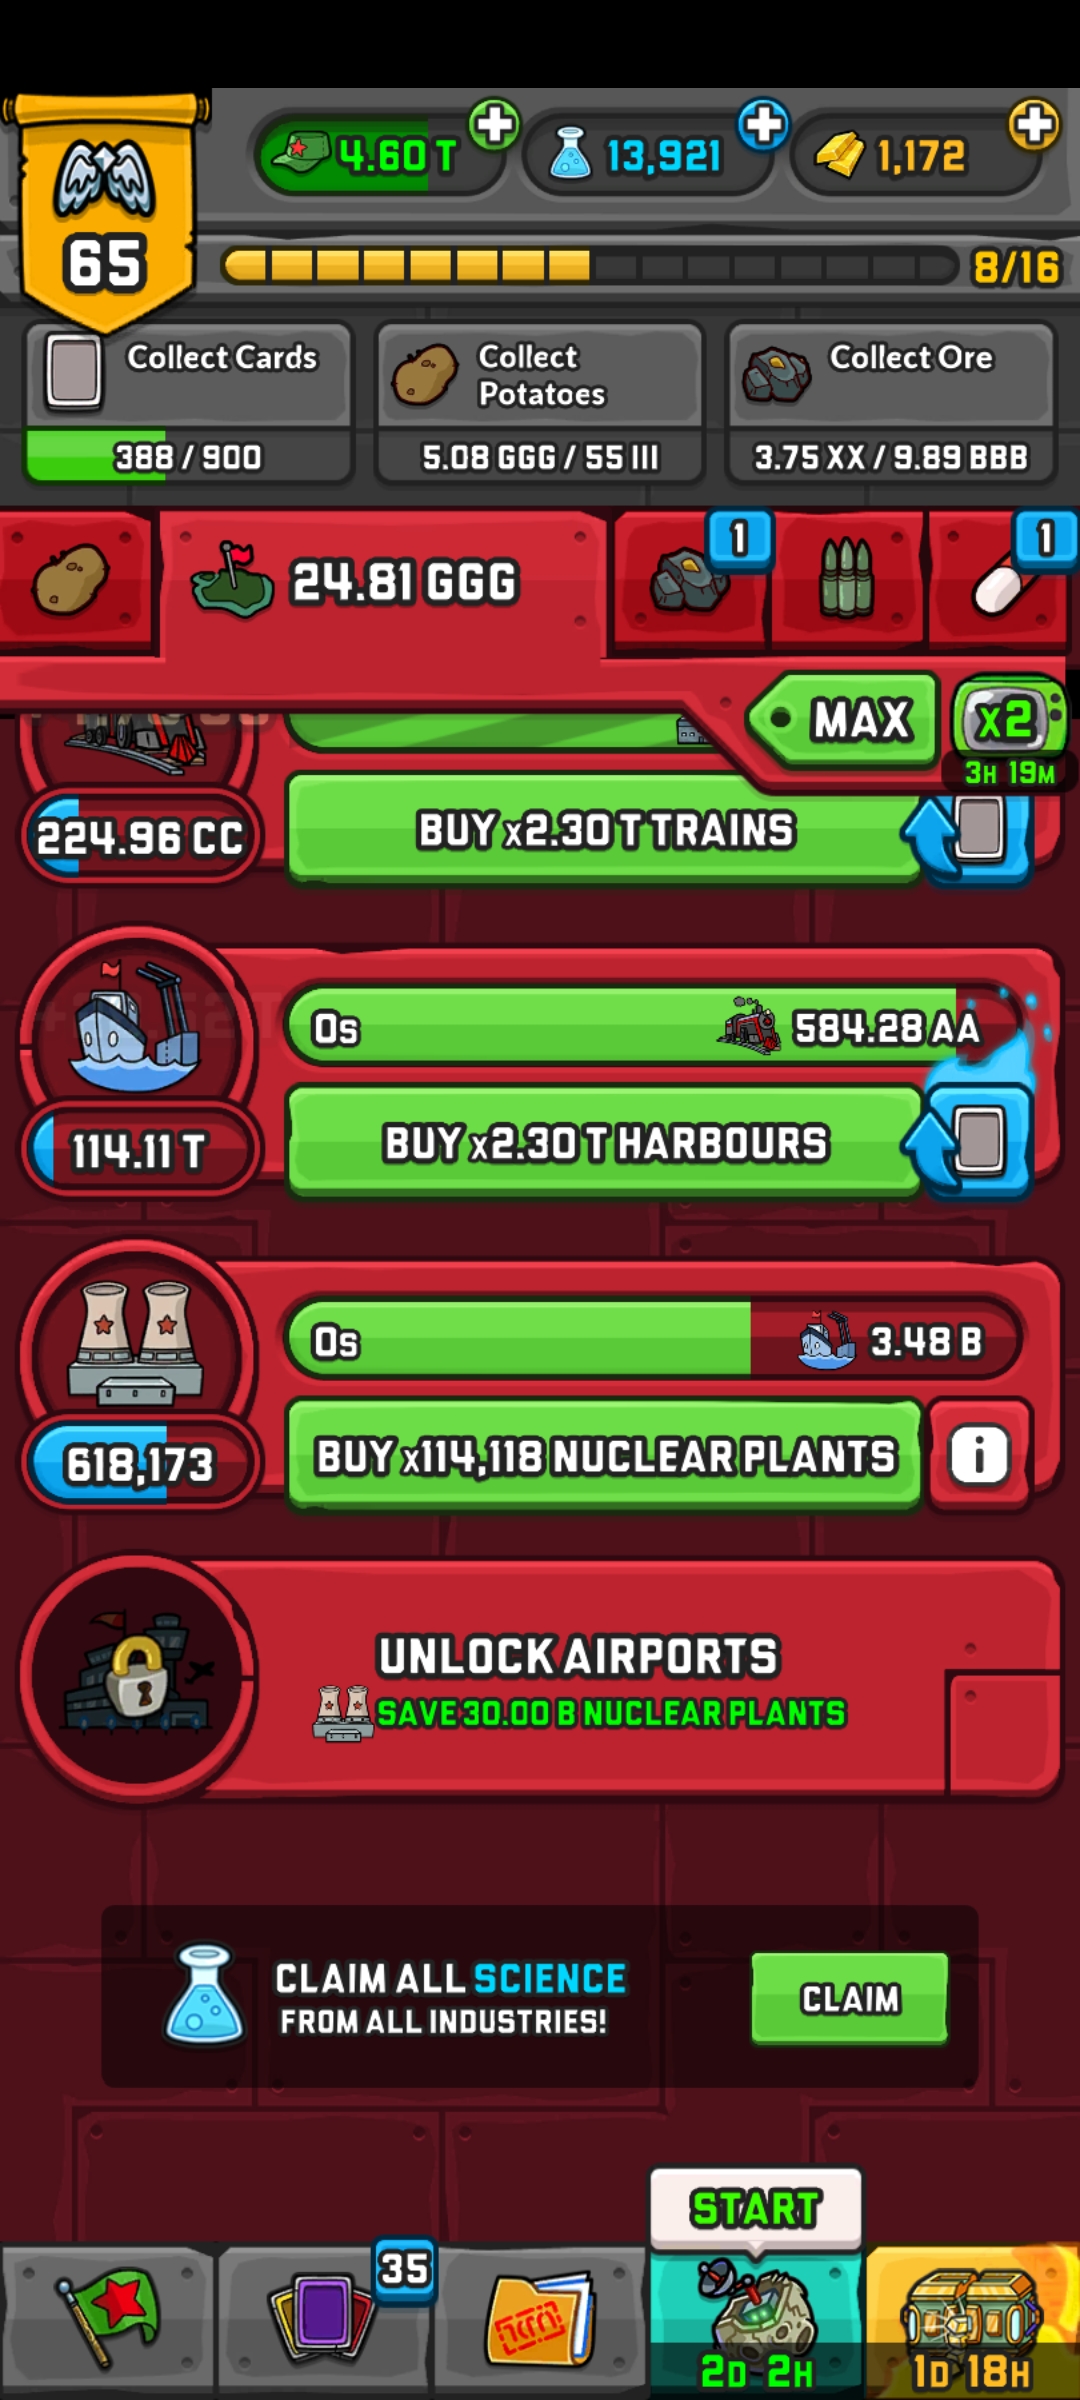 4.60 T
13,921
1,172
65
8/16
Collect Cards
Collect
Potatoes
Collect Ore
388 / 900
5.08 GGG / 55 III
3.75 XX / 9.89 BBB
24.81 GGG
1
1
MAX
x2
3H 19M
224.96 CC
BUY x2.30 T TRAINS
0s
584.28 AA
114.11 T
BUY x2.30 T HARBOURS
0s
3.48 B
618,173
BUY x114,118 NUCLEAR PLANTS
i
UNLOCK AIRPORTS
SAVE 30.00 B NUCLEAR PLANTS
CLAIM ALL SCIENCE
FROM ALL INDUSTRIES!
CLAIM
START
35
2D 2H
1D 18H